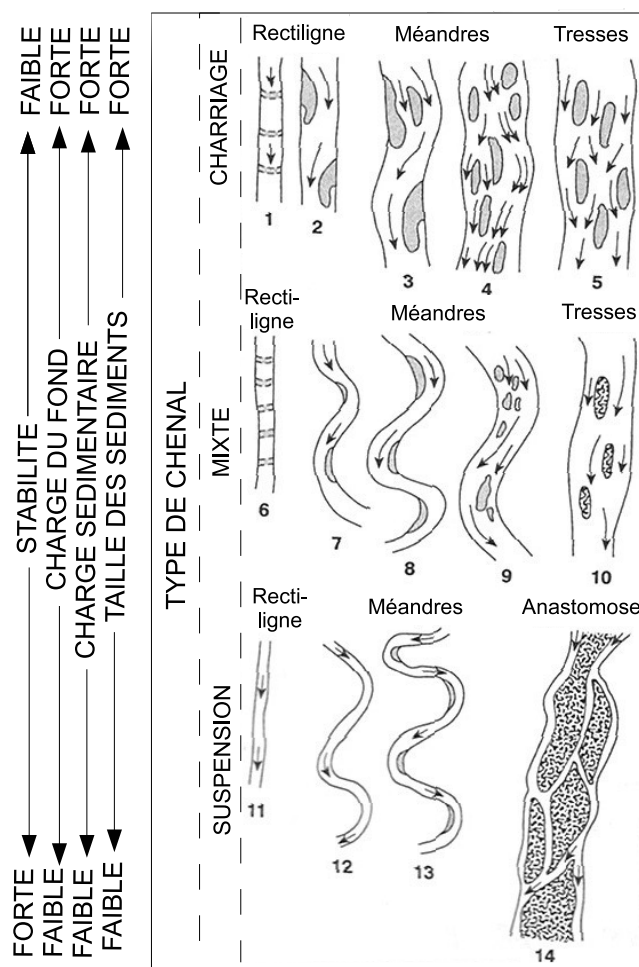 FAIBLE
FORTE
FORTE
FORTE
STABILITE
CHARGE DU FOND
CHARGE SEDIMENTAIRE
TAILLE DES SEDIMENTS
FORTE
FAIBLE
FAIBLE
FAIBLE
TYPE DE CHENAL
CHARRIAGE
Rectiligne Méandres Tresses
1 2 3 4 5
MIXTE
Recti-
ligne
Méandres Tresses
6 7 8 9 10
SUSPENSION
Recti-
ligne
Méandres Anastomose
11 12 13 14